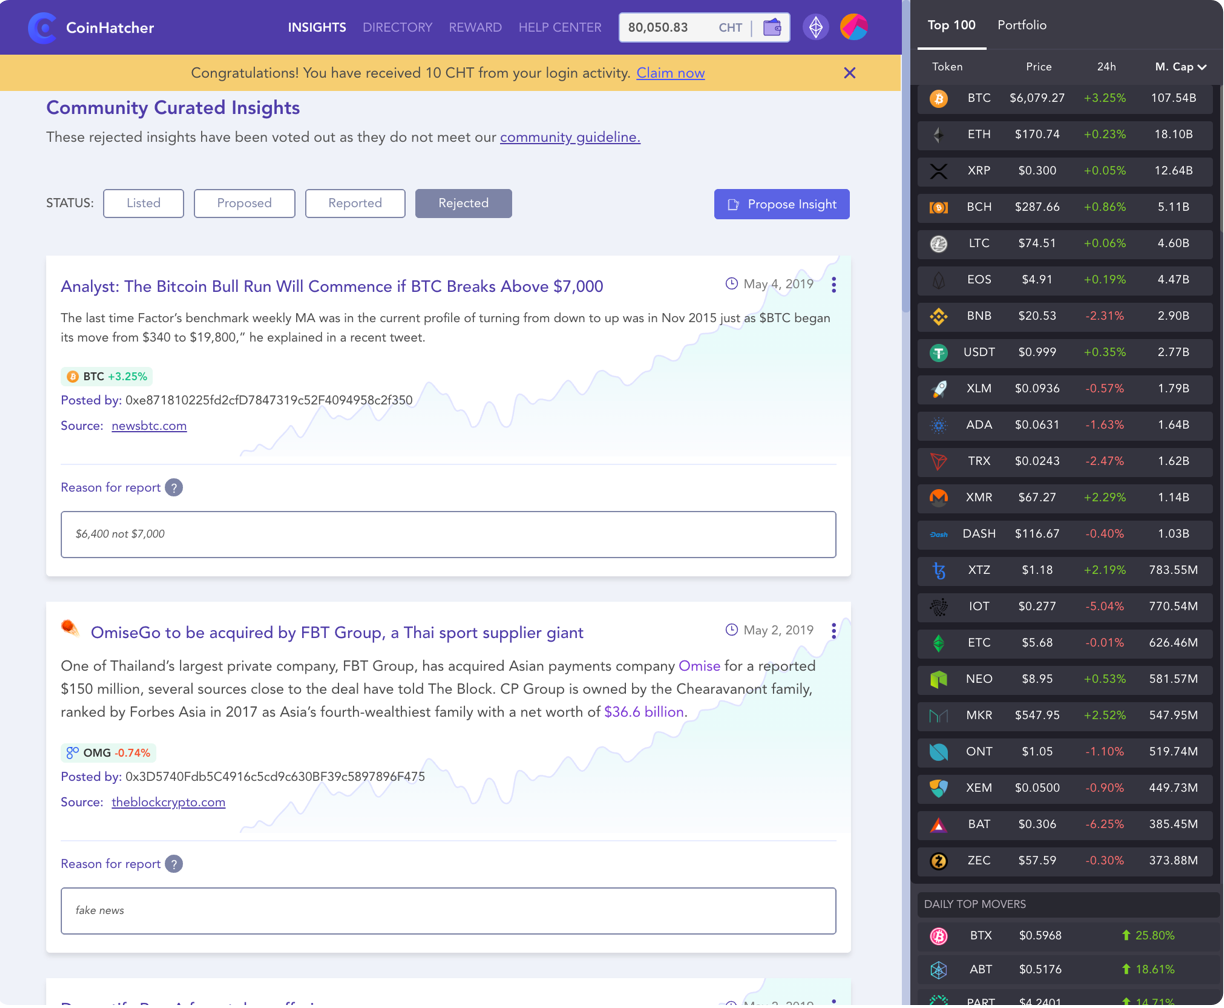 CoinHatcher
INSIGHTS DIRECTORY REWARD HELP CENTER 80,050.83 CHT
Congratulations! You have received 10 CHT from your login activity. Claim now
Community Curated Insights
These rejected insights have been voted out as they do not meet our community guideline.
STATUS: Listed Proposed Reported Rejected Propose Insight
Analyst: The Bitcoin Bull Run Will Commence if BTC Breaks Above $7,000 May 4, 2019
The last time Factor’s benchmark weekly MA was in the current profile of turning from down to up was in Nov 2015 just as $BTC began
its move from $340 to $19,800,” he explained in a recent tweet.
BTC +3.25%
Posted by: 0xe871810225fd2cfD7847319c52F4094958c2f350
Source: newsbtc.com
Reason for report ?
$6,400 not $7,000
OmiseGo to be acquired by FBT Group, a Thai sport supplier giant May 2, 2019
One of Thailand’s largest private company, FBT Group, has acquired Asian payments company Omise for a reported
$150 million, several sources close to the deal have told The Block. CP Group is owned by the Chearavanont family,
ranked by Forbes Asia in 2017 as Asia’s fourth-wealthiest family with a net worth of $36.6 billion.
OMG -0.74%
Posted by: 0x3D5740Fdb5C4916c5cd9c630BF39c5897896F475
Source: theblockcrypto.com
Reason for report ?
fake news
Top 100 Portfolio
Token Price 24h M. Cap
BTC $6,079.27 +3.25% 107.54B
ETH $170.74 +0.23% 18.10B
XRP $0.300 +0.05% 12.64B
BCH $287.66 +0.86% 5.11B
LTC $74.51 +0.06% 4.60B
EOS $4.91 +0.19% 4.47B
BNB $20.53 -2.31% 2.90B
USDT $0.999 +0.35% 2.77B
XLM $0.0936 -0.57% 1.79B
ADA $0.0631 -1.63% 1.64B
TRX $0.0243 -2.47% 1.62B
XMR $67.27 +2.29% 1.14B
Dash DASH $116.67 -0.40% 1.03B
XTZ $1.18 +2.19% 783.55M
IOT $0.277 -5.04% 770.54M
ETC $5.68 -0.01% 626.46M
NEO $8.95 +0.53% 581.57M
MKR $547.95 +2.52% 547.95M
ONT $1.05 -1.10% 519.74M
XEM $0.0500 -0.90% 449.73M
BAT $0.306 -6.25% 385.45M
ZEC $57.59 -0.30% 373.88M
DAILY TOP MOVERS
BTX $0.5968 25.80%
ABT $0.5176 18.61%
PART $4.2401 14.71%